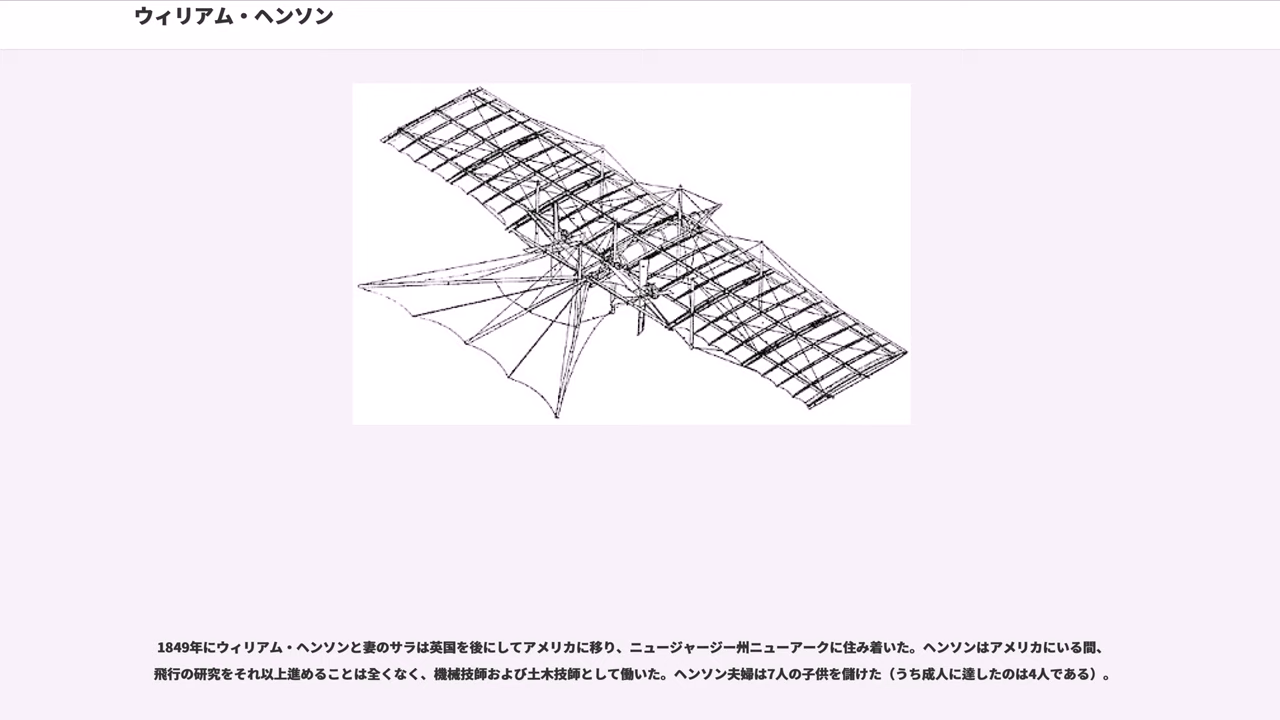 ウィリアム・ヘンソン
1849年にウィリアム・ヘンソンと妻のサラは英国を後にしてアメリカに移り、ニュージャージー州ニューアークに住み着いた。ヘンソンはアメリカにいる間、
飛行の研究をそれ以上進めることは全くなく、機械技師および土木技師として働いた。ヘンソン夫婦は7人の子供を儲けた（うち成人に達したのは4人である）。